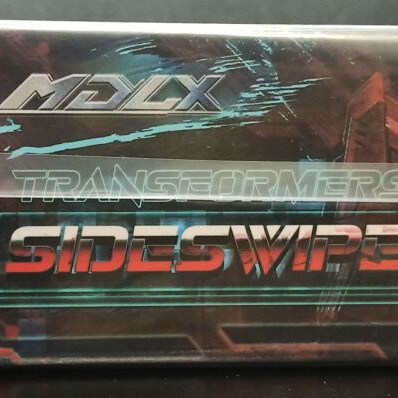 MDLX
TRANSFORMERS
SIDESWIPE